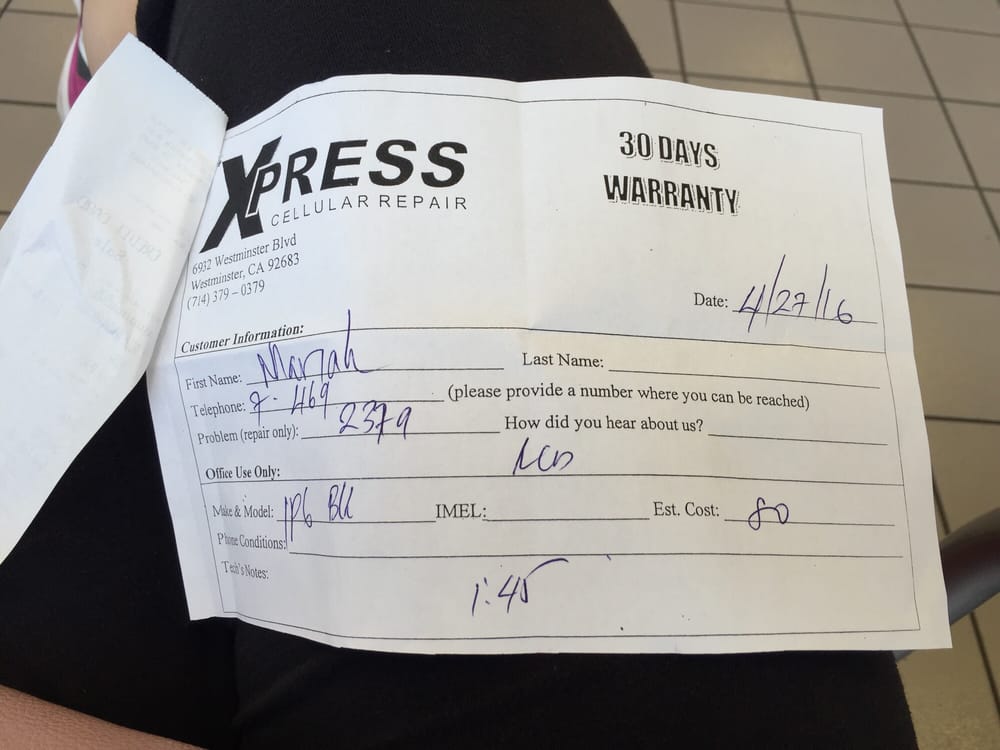 XPRESS
CELLULAR REPAIR
6932 Westminster Blvd
Westminster, CA 92683
(714) 379 – 0379
30 DAYS
WARRANTY
Date: 4/27/16
Customer Information:
First Name: Mariah Last Name:
Telephone: 7. 469 (please provide a number where you can be reached)
Problem (repair only): 2379 How did you hear about us?
LCD
Office Use Only:
Make & Model: IP6 Blk IMEL: Est. Cost: 80
Phone Conditions:
Tech's Notes:
1:45